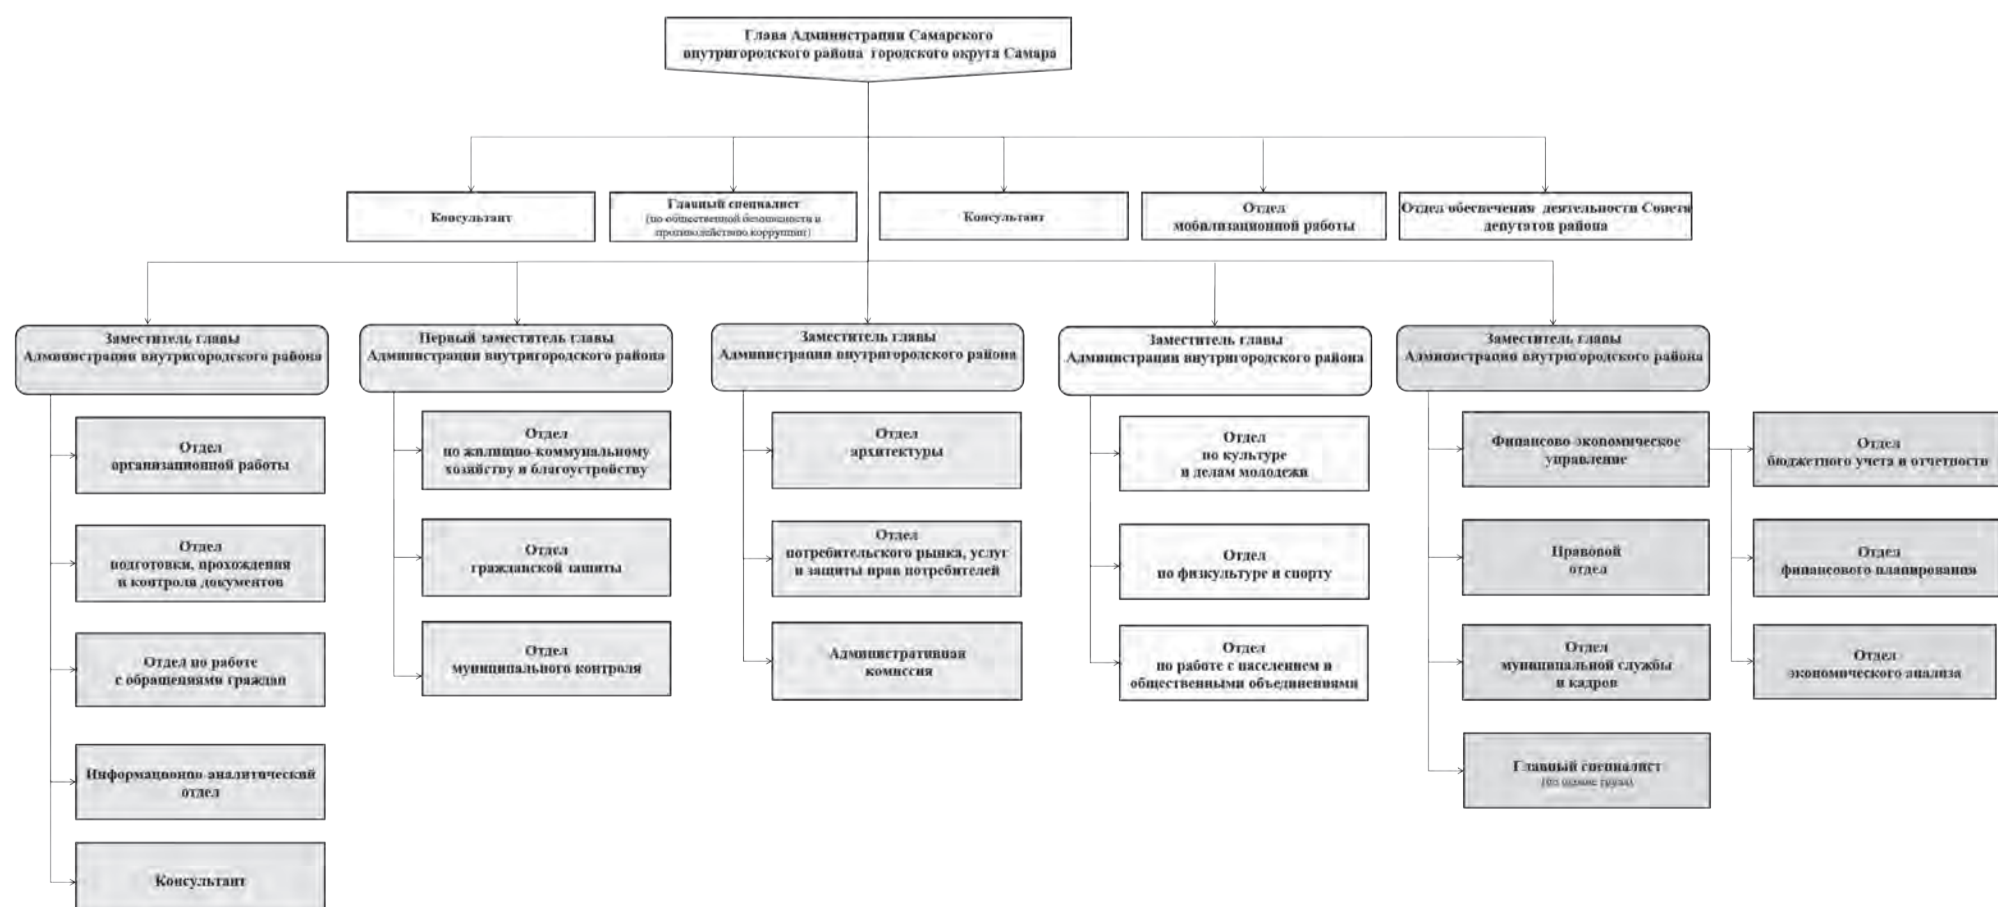 Глава Администрации Самарского
внутригородского района городского округа Самара
Консультант
Главный специалист
(по общественной безопасности и
противодействию коррупции)
Консультант
Отдел
мобилизационной работы
Отдел обеспечения деятельности Совета
депутатов района
Заместитель главы
Администрации внутригородского района
Первый заместитель главы
Администрации внутригородского района
Заместитель главы
Администрации внутригородского района
Заместитель главы
Администрации внутригородского района
Заместитель главы
Администрации внутригородского района
Отдел
организационной работы
Отдел
подготовки, прохождения
и контроля документов
Отдел по работе
с обращениями граждан
Информационно-аналитический
отдел
Консультант
Отдел
по жилищно-коммунальному
хозяйству и благоустройству
Отдел
гражданской защиты
Отдел
муниципального контроля
Отдел
архитектуры
Отдел
потребительского рынка, услуг
и защиты прав потребителей
Административная
комиссия
Отдел
по культуре
и делам молодежи
Отдел
по физкультуре и спорту
Отдел
по работе с населением и
общественными объединениями
Финансово-экономическое
управление
Правовой
отдел
Отдел
муниципальной службы
и кадров
Главный специалист
(по охране труда)
Отдел
бюджетного учета и отчетности
Отдел
финансового планирования
Отдел
экономического анализа